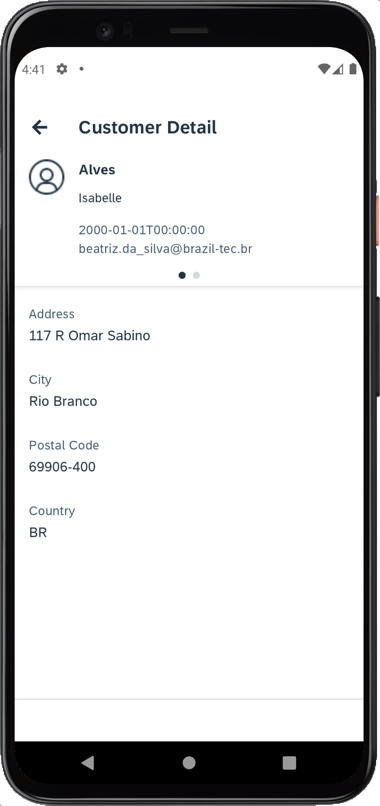 4:41
Customer Detail
Alves
Isabelle
2000-01-01T00:00:00
beatriz.da_silva@brazil-tec.br
Address
117 R Omar Sabino
City
Rio Branco
Postal Code
69906-400
Country
BR